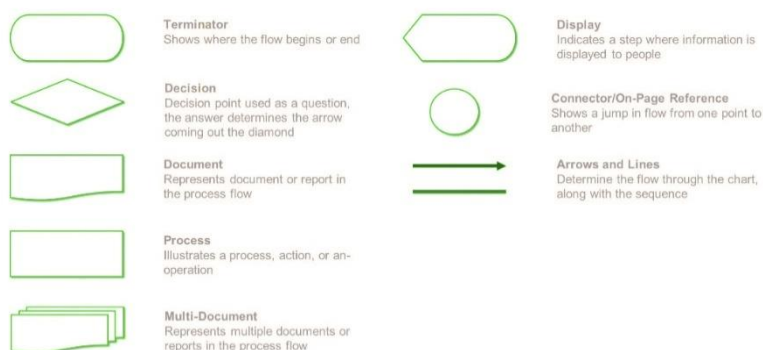 Terminator
Shows where the flow begins or end
Decision
Decision point used as a question,
the answer determines the arrow
coming out the diamond
Document
Represents document or report in
the process flow
Process
Illustrates a process, action, or an-
operation
Multi-Document
Represents multiple documents or
reports in the process flow
Display
Indicates a step where information is
displayed to people
Connector/On-Page Reference
Shows a jump in flow from one point to
another
Arrows and Lines
Determine the flow through the chart,
along with the sequence